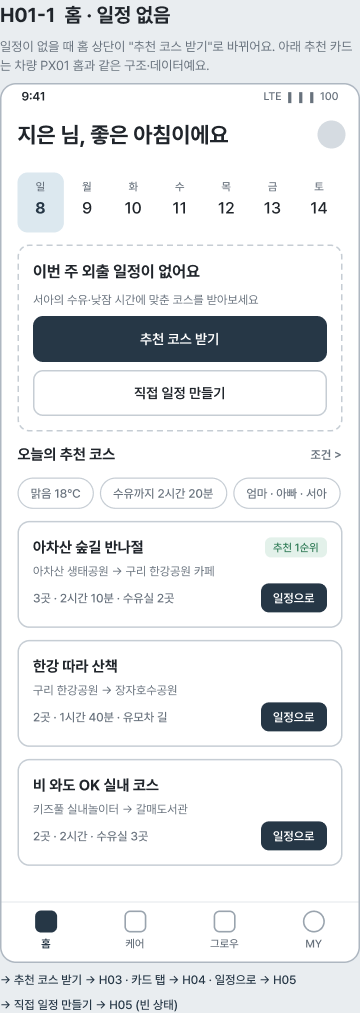 H01-1 홈 · 일정 없음
일정이 없을 때 홈 상단이 "추천 코스 받기"로 바뀌어요. 아래 추천 카드
는 차량 PX01 홈과 같은 구조·데이터예요.
9:41
LTE ❚ ❚ ❚ 100
지은 님, 좋은 아침이에요
일 월 화 수 목 금 토
8 9 10 11 12 13 14
이번 주 외출 일정이 없어요
서아의 수유·낮잠 시간에 맞춘 코스를 받아보세요
추천 코스 받기
직접 일정 만들기
오늘의 추천 코스
조건 >
맑음 18°C
수유까지 2시간 20분
엄마 · 아빠 · 서아
아차산 숲길 반나절
추천 1순위
아차산 생태공원 → 구리 한강공원 카페
3곳 · 2시간 10분 · 수유실 2곳
일정으로
한강 따라 산책
구리 한강공원 → 장자호수공원
2곳 · 1시간 40분 · 유모차 길
일정으로
비 와도 OK 실내 코스
키즈풀 실내놀이터 → 갈매도서관
2곳 · 2시간 · 수유실 3곳
일정으로
홈
케어
그로우
MY
→ 추천 코스 받기 → H03 · 카드 탭 → H04 · 일정으로 → H05
→ 직접 일정 만들기 → H05 (빈 상태)